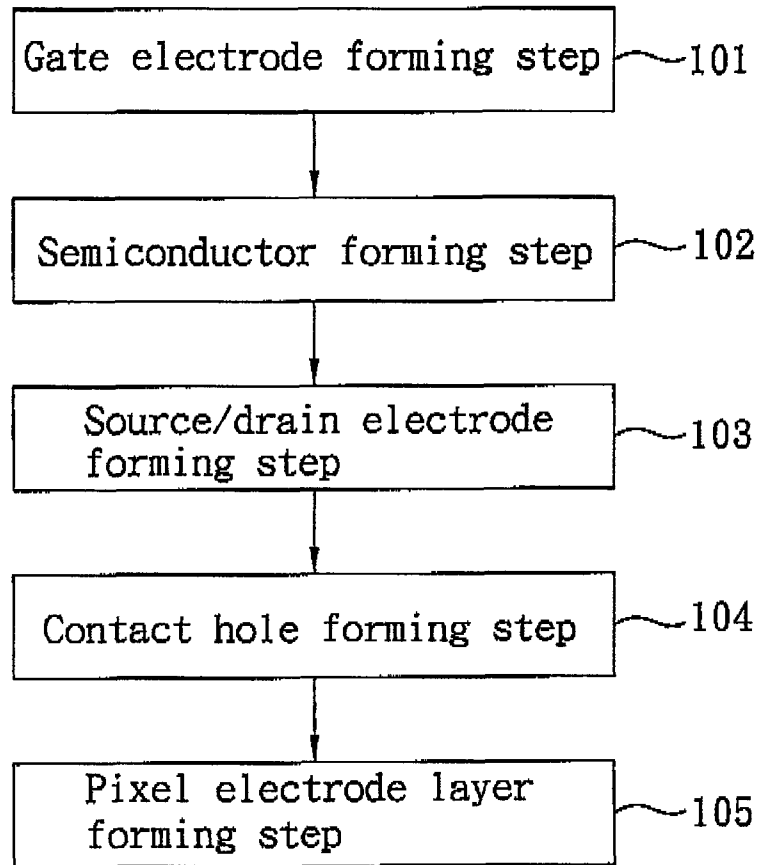 Gate electrode forming step 101
Semiconductor forming step 102
Source/drain electrode
forming step
103
Contact hole forming step 104
Pixel electrode layer
forming step
105